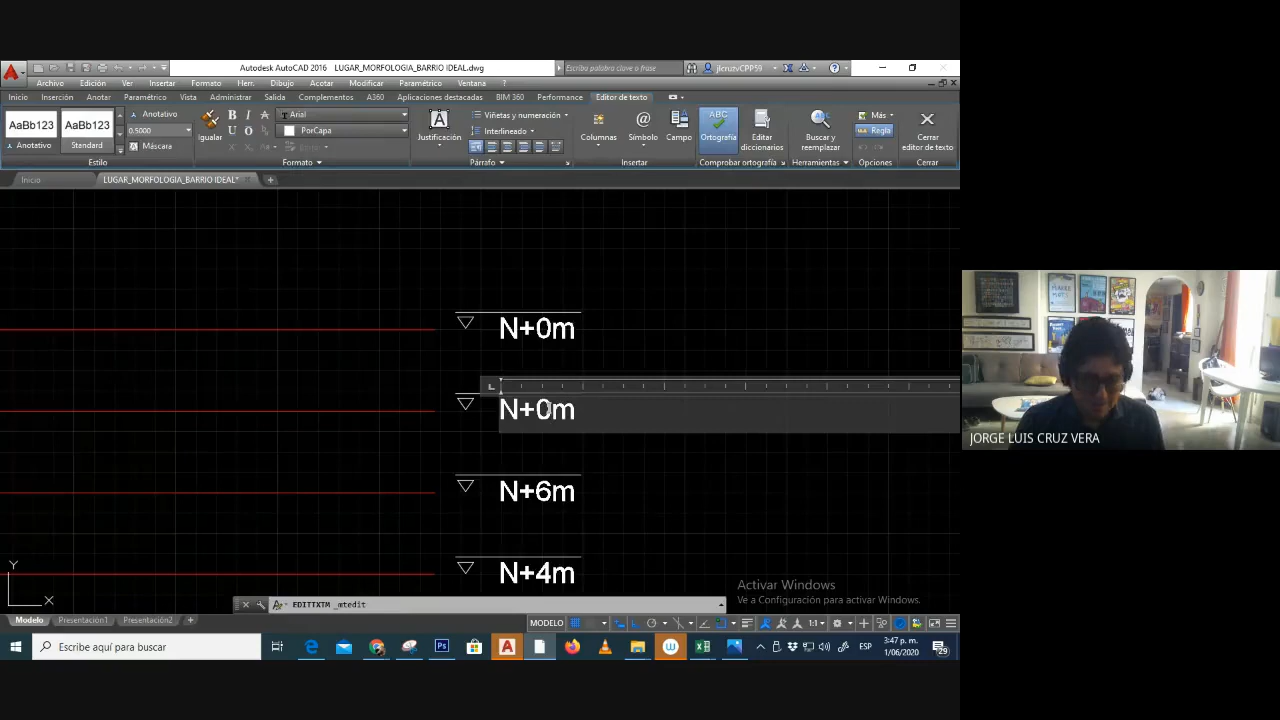 Autodesk AutoCAD 2016 LUGAR_MORFOLOGIA_BARRIO IDEAL.dwg
Escriba palabra clave o frase
jlcruzvCPP59
Archivo Edición Ver Insertar Formato Herr. Dibujo Acotar Modificar Paramétrico Ventana ?
Inicio Inserción Anotar Paramétrico Vista Administrar Salida Complementos A360 Aplicaciones destacadas BIM 360 Performance Editor de texto
AaBb123 AaBb123
Anotativo Standard
Anotativo
0.5000
Máscara
Estilo
Igualar
B I A
U O
Arial
PorCapa
Formato
Justificación
Viñetas y numeración
Interlineado
Párrafo
Columnas
Símbolo
Campo
Insertar
ABC
Ortografía
Editar
diccionarios
Comprobar ortografía
Buscar y
reemplazar
Herramientas
Más
Regla
Opciones
Cerrar
editor de texto
Cerrar
Inicio LUGAR_MORFOLOGIA_BARRIO IDEAL*
N+0m
N+0m
N+6m
N+4m
Y
X
EDITTXTM _mtedit
Activar Windows
Ve a Configuración para activar Windows.
Modelo Presentación1 Presentación2
MODELO
1:1
Escribe aquí para buscar
ESP
3:47 p. m.
1/06/2020
29
JORGE LUIS CRUZ VERA